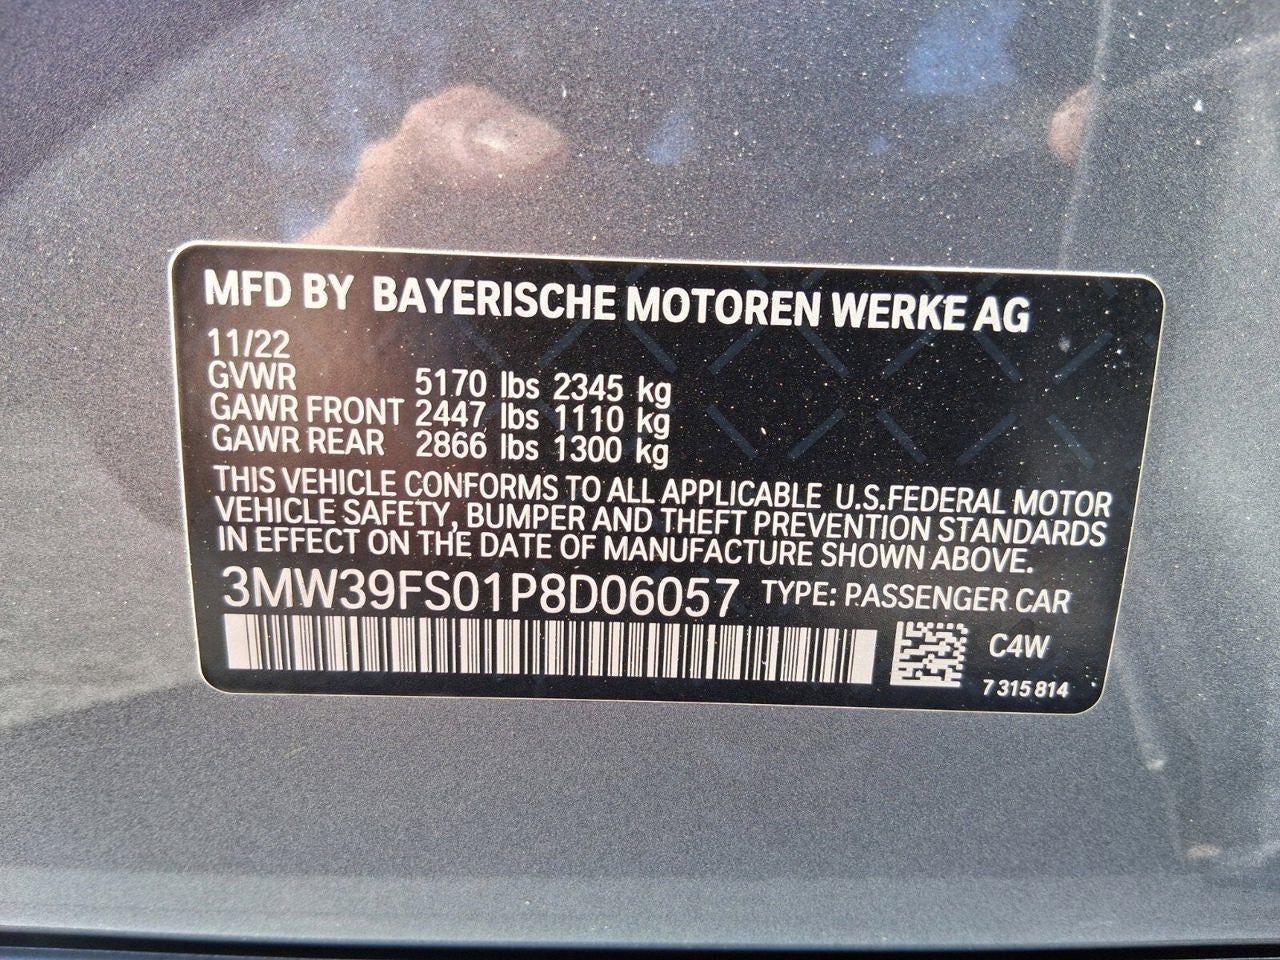 MFD BY BAYERISCHE MOTOREN WERKE AG
11/22
GVWR 5170 lbs 2345 kg
GAWR FRONT 2447 lbs 1110 kg
GAWR REAR 2866 lbs 1300 kg
THIS VEHICLE CONFORMS TO ALL APPLICABLE U.S.FEDERAL MOTOR
VEHICLE SAFETY, BUMPER AND THEFT PREVENTION STANDARDS
IN EFFECT ON THE DATE OF MANUFACTURE SHOWN ABOVE.
3MW39FS01P8D06057 TYPE: PASSENGER CAR
C4W
7 315 814